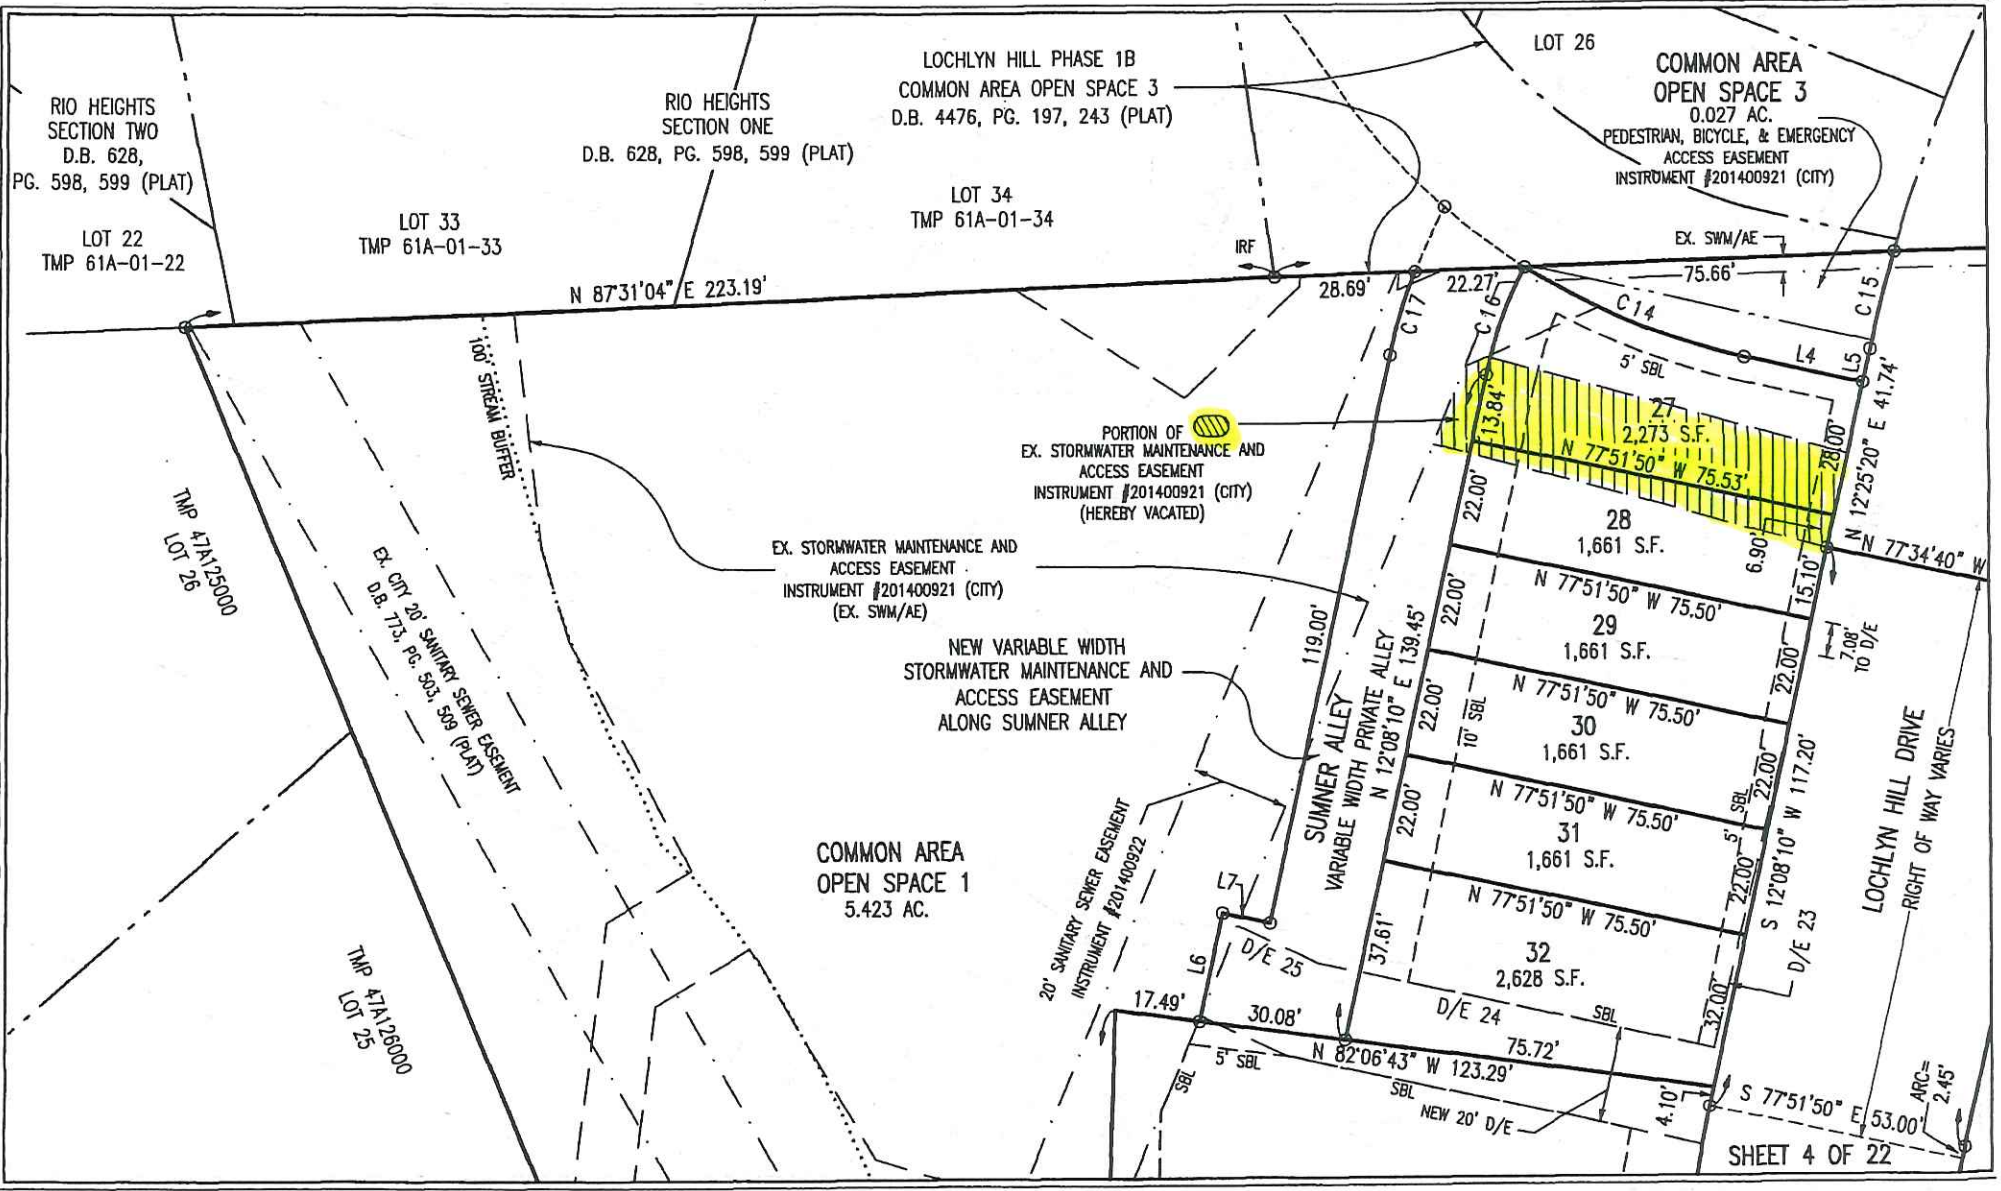 RIO HEIGHTS
SECTION TWO
D.B. 628,
PG. 598, 599 (PLAT)
LOT 22
TMP 61A-01-22
LOT 33
TMP 61A-01-33
RIO HEIGHTS
SECTION ONE
D.B. 628, PG. 598, 599 (PLAT)
LOCHLYN HILL PHASE 1B
COMMON AREA OPEN SPACE 3
D.B. 4476, PG. 197, 243 (PLAT)
LOT 34
TMP 61A-01-34
LOT 26
COMMON AREA
OPEN SPACE 3
0.027 AC.
PEDESTRIAN, BICYCLE, & EMERGENCY
ACCESS EASEMENT
INSTRUMENT #201400921 (CITY)
EX. SWM/AE
IRF
N 87°31'04" E 223.19'
28.69'
22.27'
75.66'
C17
C16
C14
C15
L4
L5
5' SBL
100' STREAM BUFFER
PORTION OF
EX. STORMWATER MAINTENANCE AND
ACCESS EASEMENT
INSTRUMENT #201400921 (CITY)
(HEREBY VACATED)
13.84'
27
2,273 S.F.
N 77°51'50" W 75.53'
28.00'
N 12°25'20" E 41.74'
22.00'
28
1,661 S.F.
6.90'
15.10'
N 77°34'40" W
N 77°51'50" W 75.50'
7.08'
TO D/E
TMP 47A125000
LOT 26
EX. CITY 20' SANITARY SEWER EASEMENT
D.B. 773, PG. 503, 509 (PLAT)
EX. STORMWATER MAINTENANCE AND
ACCESS EASEMENT
INSTRUMENT #201400921 (CITY)
(EX. SWM/AE)
NEW VARIABLE WIDTH
STORMWATER MAINTENANCE AND
ACCESS EASEMENT
ALONG SUMNER ALLEY
119.00'
SUMNER ALLEY
VARIABLE WIDTH PRIVATE ALLEY
N 12°08'10" E 139.45'
22.00'
29
1,661 S.F.
22.00'
N 77°51'50" W 75.50'
22.00'
10' SBL
30
1,661 S.F.
22.00'
N 77°51'50" W 75.50'
22.00'
31
1,661 S.F.
5' SBL
22.00'
N 77°51'50" W 75.50'
S 12°08'10" W 117.20'
LOCHLYN HILL DRIVE
RIGHT OF WAY VARIES
COMMON AREA
OPEN SPACE 1
5.423 AC.
20' SANITARY SEWER EASEMENT
INSTRUMENT #201400922
L7
L6
D/E 25
37.61'
32
2,628 S.F.
D/E 23
32.00'
D/E 24
SBL
TMP 47A126000
LOT 25
17.49'
30.08'
75.72'
N 82°06'43" W 123.29'
5' SBL
SBL
SBL
NEW 20' D/E
4.10'
S 77°51'50" E 53.00'
ARC=
2.45'
SHEET 4 OF 22